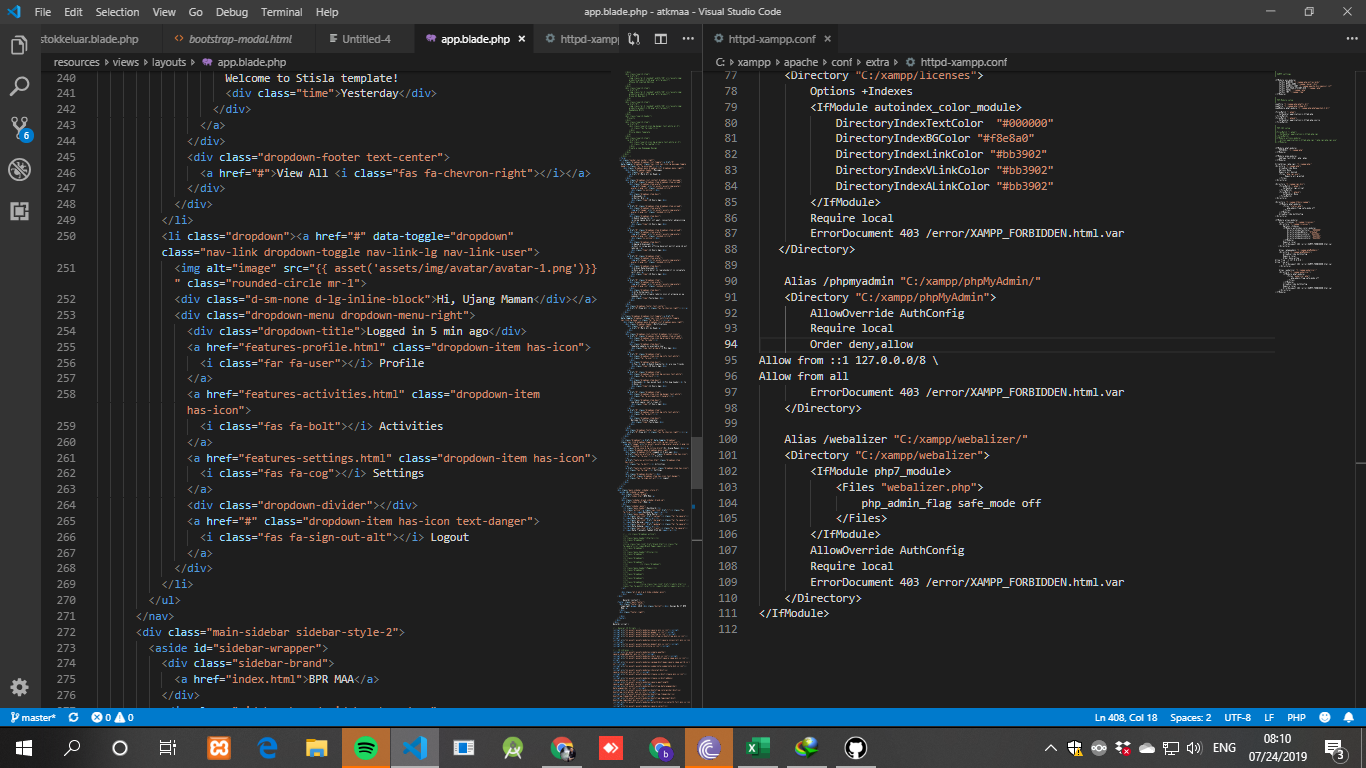 File Edit Selection View Go Debug Terminal Help
app.blade.php - atkmaa - Visual Studio Code
stokkeluar.blade.php
bootstrap-modal.html
Untitled-4
app.blade.php
httpd-xampp
httpd-xampp.conf
resources › views › layouts › app.blade.php
C: › xampp › apache › conf › extra › httpd-xampp.conf
240 Welcome to Stisla template!
241 <div class="time">Yesterday</div>
242 </div>
243 </a>
244 </div>
245 <div class="dropdown-footer text-center">
246 <a href="#">View All <i class="fas fa-chevron-right"></i></a>
247 </div>
248 </div>
249 </li>
250 <li class="dropdown"><a href="#" data-toggle="dropdown"
class="nav-link dropdown-toggle nav-link-lg nav-link-user">
251 <img alt="image" src="{{ asset('assets/img/avatar/avatar-1.png')}}
" class="rounded-circle mr-1">
252 <div class="d-sm-none d-lg-inline-block">Hi, Ujang Maman</div></a>
253 <div class="dropdown-menu dropdown-menu-right">
254 <div class="dropdown-title">Logged in 5 min ago</div>
255 <a href="features-profile.html" class="dropdown-item has-icon">
256 <i class="far fa-user"></i> Profile
257 </a>
258 <a href="features-activities.html" class="dropdown-item
has-icon">
259 <i class="fas fa-bolt"></i> Activities
260 </a>
261 <a href="features-settings.html" class="dropdown-item has-icon">
262 <i class="fas fa-cog"></i> Settings
263 </a>
264 <div class="dropdown-divider"></div>
265 <a href="#" class="dropdown-item has-icon text-danger">
266 <i class="fas fa-sign-out-alt"></i> Logout
267 </a>
268 </div>
269 </li>
270 </ul>
271 </nav>
272 <div class="main-sidebar sidebar-style-2">
273 <aside id="sidebar-wrapper">
274 <div class="sidebar-brand">
275 <a href="index.html">BPR MAA</a>
276 </div>
77 <Directory "C:/xampp/licenses">
78 Options +Indexes
79 <IfModule autoindex_color_module>
80 DirectoryIndexTextColor "#000000"
81 DirectoryIndexBGColor "#f8e8a0"
82 DirectoryIndexLinkColor "#bb3902"
83 DirectoryIndexVLinkColor "#bb3902"
84 DirectoryIndexALinkColor "#bb3902"
85 </IfModule>
86 Require local
87 ErrorDocument 403 /error/XAMPP_FORBIDDEN.html.var
88 </Directory>
89
90 Alias /phpmyadmin "C:/xampp/phpMyAdmin/"
91 <Directory "C:/xampp/phpMyAdmin">
92 AllowOverride AuthConfig
93 Require local
94 Order deny,allow
95 Allow from ::1 127.0.0.0/8 \
96 Allow from all
97 ErrorDocument 403 /error/XAMPP_FORBIDDEN.html.var
98 </Directory>
99
100 Alias /webalizer "C:/xampp/webalizer/"
101 <Directory "C:/xampp/webalizer">
102 <IfModule php7_module>
103 <Files "webalizer.php">
104 php_admin_flag safe_mode off
105 </Files>
106 </IfModule>
107 AllowOverride AuthConfig
108 Require local
109 ErrorDocument 403 /error/XAMPP_FORBIDDEN.html.var
110 </Directory>
111 </IfModule>
112
6
master*
0 0
Ln 408, Col 18
Spaces: 2
UTF-8
LF
PHP
ENG
08:10
07/24/2019
3